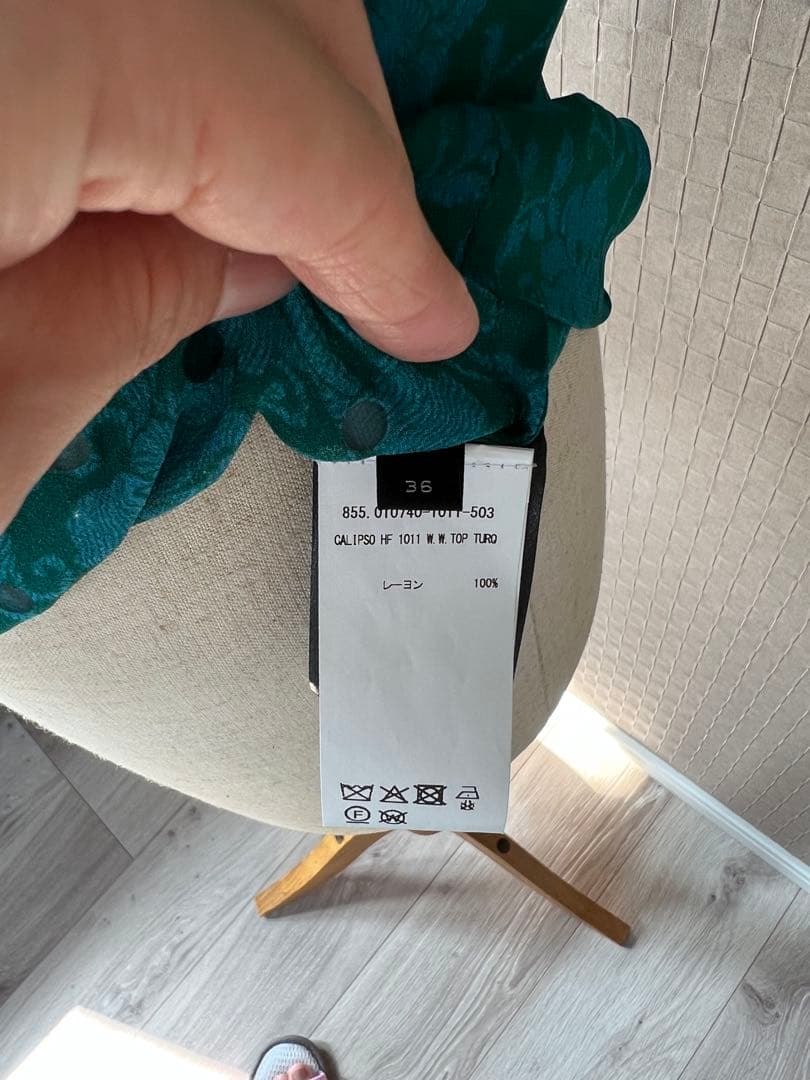 36
855.010740-1011-503
CALIPSO HF 1011 W.W.TOP TURQ
レーヨン 100%
F
W